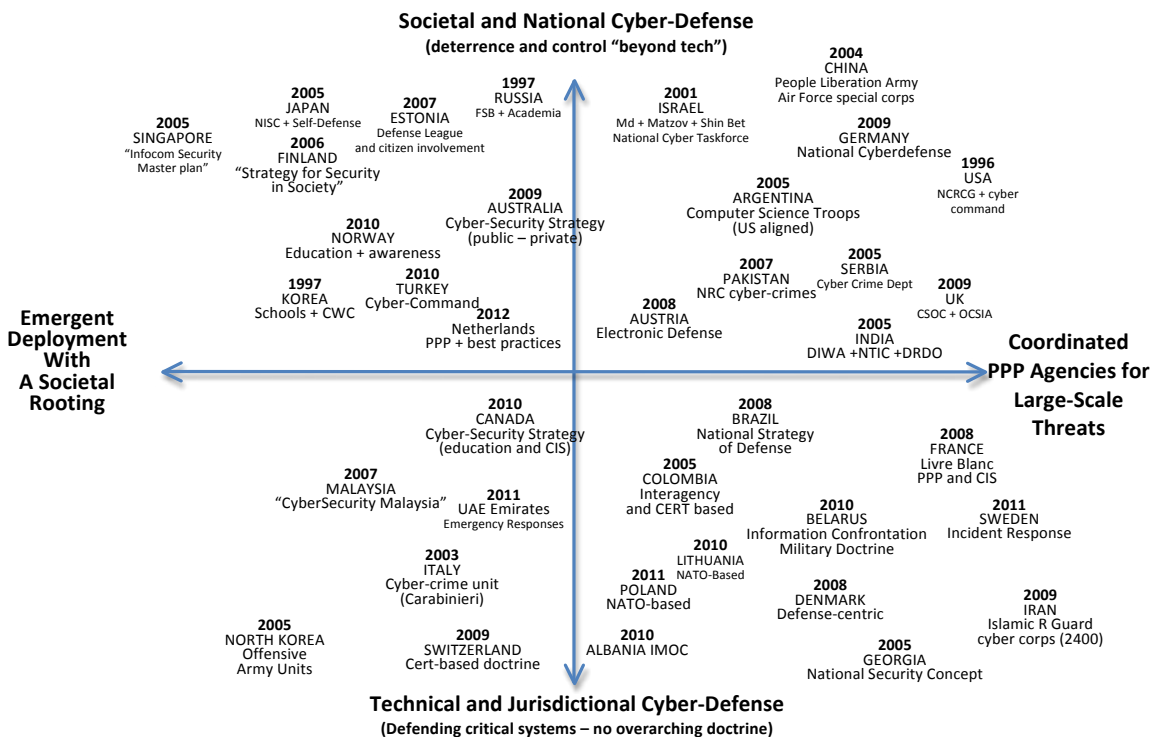 Societal and National Cyber-Defense
(deterrence and control “beyond tech”)
2004
CHINA
People Liberation Army
Air Force special corps
1997
RUSSIA
FSB + Academia
2005
JAPAN
NISC + Self-Defense
2007
ESTONIA
Defense League
and citizen involvement
2001
ISRAEL
Md + Matzov + Shin Bet
National Cyber Taskforce
2005
SINGAPORE
“Infocom Security
Master plan”
2006
FINLAND
“Strategy for Security
in Society”
2009
GERMANY
National Cyberdefense
1996
USA
NCRCG + cyber
command
2009
AUSTRALIA
Cyber-Security Strategy
(public – private)
2005
ARGENTINA
Computer Science Troops
(US aligned)
2010
NORWAY
Education + awareness
2007
PAKISTAN
NRC cyber-crimes
2005
SERBIA
Cyber Crime Dept
1997
KOREA
Schools + CWC
2010
TURKEY
Cyber-Command
2009
UK
CSOC + OCSIA
2012
Netherlands
PPP + best practices
2008
AUSTRIA
Electronic Defense
2005
INDIA
DIWA +NTIC +DRDO
Emergent
Deployment
With
A Societal
Rooting
Coordinated
PPP Agencies for
Large-Scale
Threats
2010
CANADA
Cyber-Security Strategy
(education and CIS)
2008
BRAZIL
National Strategy
of Defense
2008
FRANCE
Livre Blanc
PPP and CIS
2007
MALAYSIA
“CyberSecurity Malaysia”
2011
UAE Emirates
Emergency Responses
2005
COLOMBIA
Interagency
and CERT based
2010
BELARUS
Information Confrontation
Military Doctrine
2011
SWEDEN
Incident Response
2003
ITALY
Cyber-crime unit
(Carabinieri)
2010
LITHUANIA
NATO-Based
2011
POLAND
NATO-based
2008
DENMARK
Defense-centric
2009
IRAN
Islamic R Guard
cyber corps (2400)
2005
NORTH KOREA
Offensive
Army Units
2009
SWITZERLAND
Cert-based doctrine
2010
ALBANIA IMOC
2005
GEORGIA
National Security Concept
Technical and Jurisdictional Cyber-Defense
(Defending critical systems – no overarching doctrine)